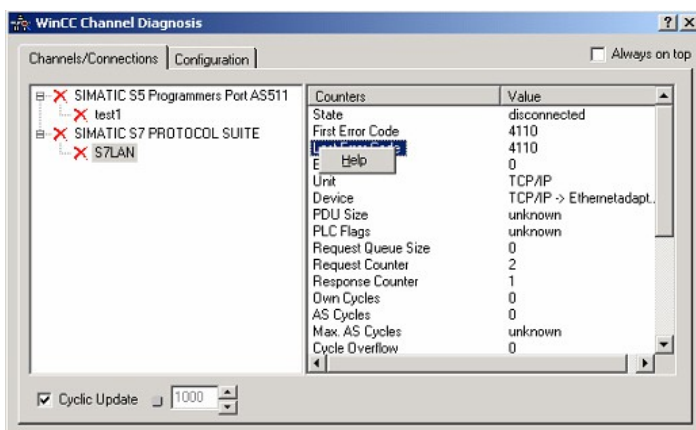 WinCC Channel Diagnosis
Channels/Connections Configuration Always on top
SIMATIC S5 Programmers Port AS511
test1
SIMATIC S7 PROTOCOL SUITE
S7LAN
Counters Value
State disconnected
First Error Code 4110
Last Error Code 4110
E 0
Help
Unit TCP/IP
Device TCP/IP -> Ethernetadapt..
PDU Size unknown
PLC Flags unknown
Request Queue Size 0
Request Counter 2
Response Counter 1
Own Cycles 0
AS Cycles 0
Max. AS Cycles unknown
Cycle Overflow 0
Cyclic Update 1000